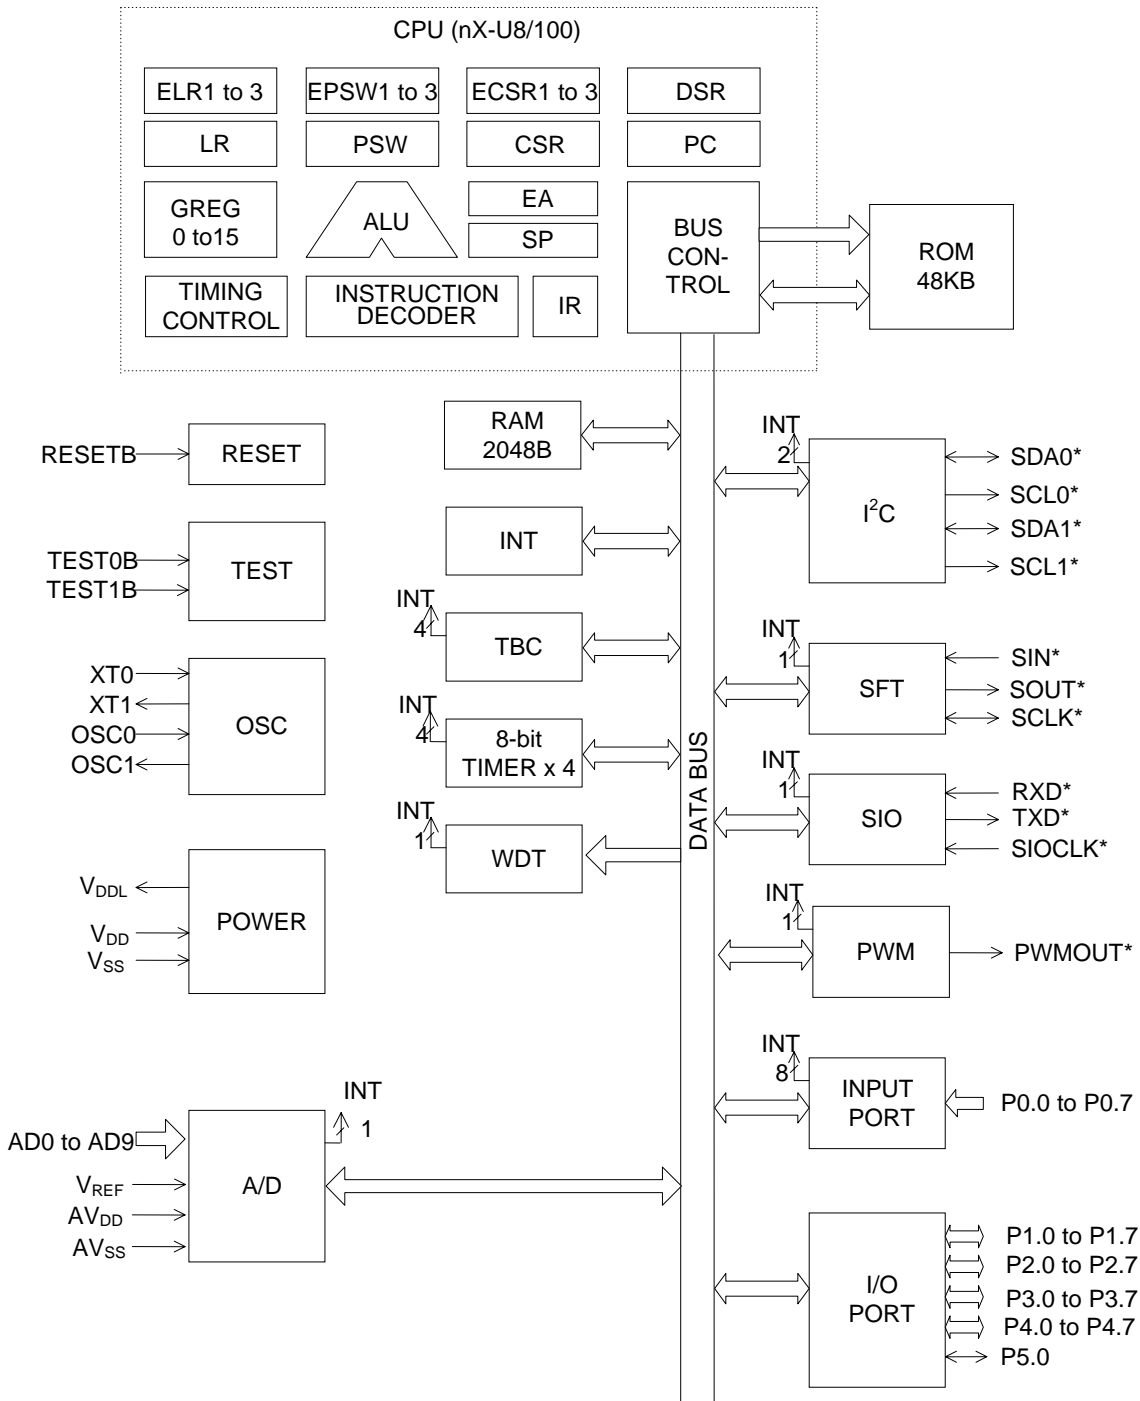 CPU (nX-U8/100)
ELR1 to 3
EPSW1 to 3
ECSR1 to 3
DSR
LR
PSW
CSR
PC
GREG
0 to15
ALU
EA
SP
BUS
CON-
TROL
ROM
48KB
TIMING
CONTROL
INSTRUCTION
DECODER
IR
RAM
2048B
INT
2
I²C
SDA0*
SCL0*
SDA1*
SCL1*
RESETB
RESET
INT
TEST0B
TEST1B
TEST
INT
4
TBC
INT
1
SFT
SIN*
SOUT*
SCLK*
XT0
XT1
OSC0
OSC1
OSC
INT
4
8-bit
TIMER x 4
DATA BUS
INT
1
SIO
RXD*
TXD*
SIOCLK*
INT
1
WDT
VDDL
VDD
VSS
POWER
INT
1
PWM
PWMOUT*
INT
8
INPUT
PORT
P0.0 to P0.7
INT
1
AD0 to AD9
VREF
AVDD
AVSS
A/D
I/O
PORT
P1.0 to P1.7
P2.0 to P2.7
P3.0 to P3.7
P4.0 to P4.7
P5.0